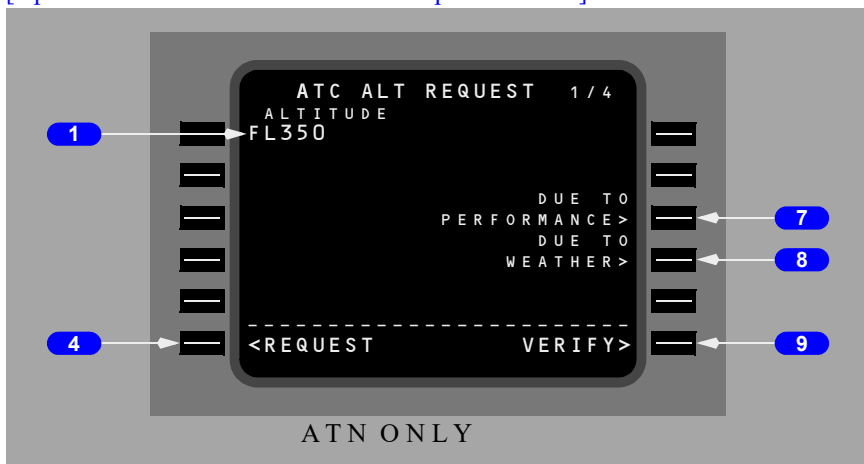 ATC ALT REQUEST 1/4
ALTITUDE
1
FL350
DUE TO
PERFORMANCE>
7
DUE TO
WEATHER>
8
------------------------
4
<REQUEST VERIFY>
9
ATN ONLY